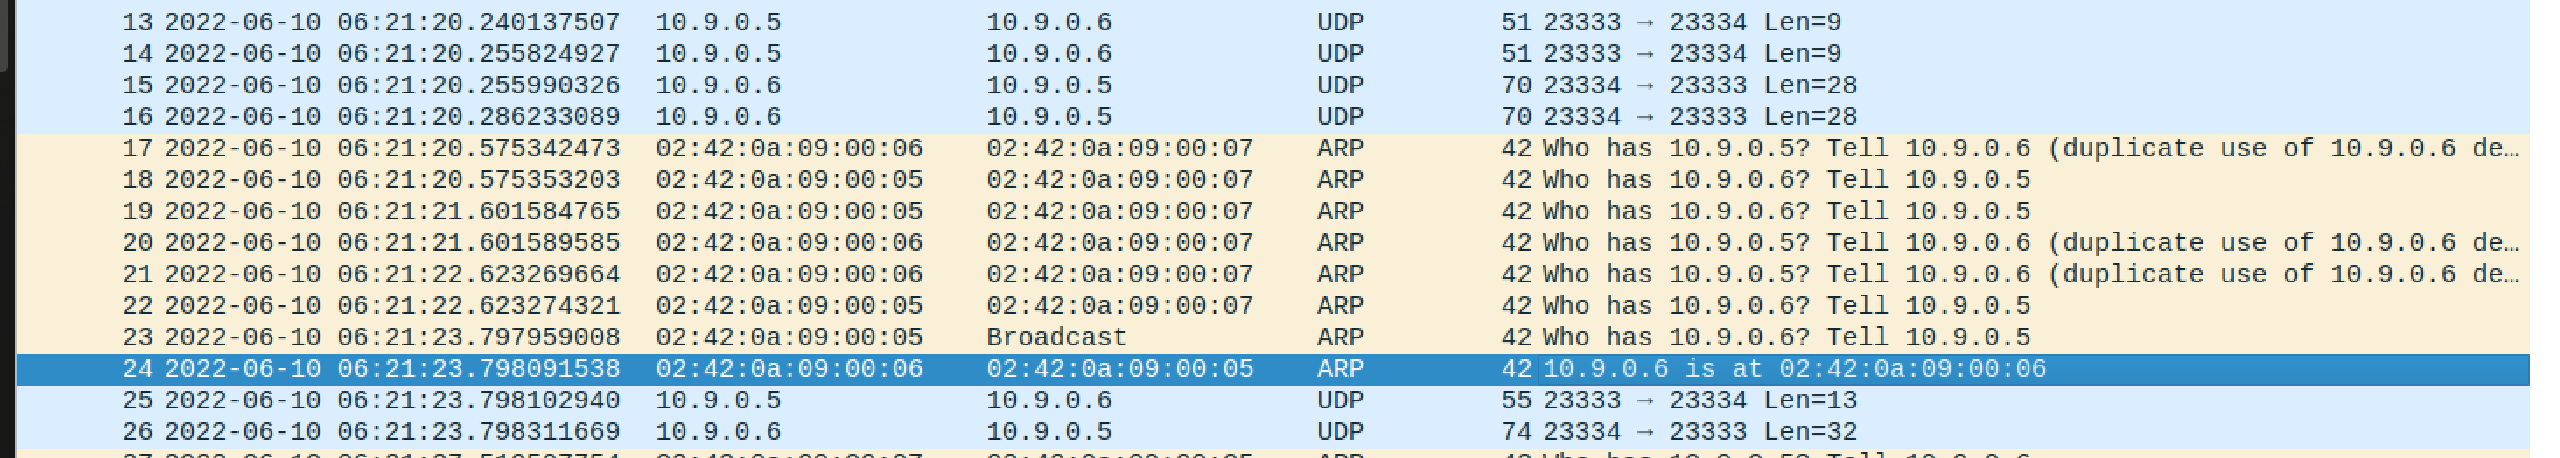 13 2022-06-10 06:21:20.240137507 10.9.0.5 10.9.0.6 UDP 51 23333 → 23334 Len=9
14 2022-06-10 06:21:20.255824927 10.9.0.5 10.9.0.6 UDP 51 23333 → 23334 Len=9
15 2022-06-10 06:21:20.255990326 10.9.0.6 10.9.0.5 UDP 70 23334 → 23333 Len=28
16 2022-06-10 06:21:20.286233089 10.9.0.6 10.9.0.5 UDP 70 23334 → 23333 Len=28
17 2022-06-10 06:21:20.575342473 02:42:0a:09:00:06 02:42:0a:09:00:07 ARP 42 Who has 10.9.0.5? Tell 10.9.0.6 (duplicate use of 10.9.0.6 de…
18 2022-06-10 06:21:20.575353203 02:42:0a:09:00:05 02:42:0a:09:00:07 ARP 42 Who has 10.9.0.6? Tell 10.9.0.5
19 2022-06-10 06:21:21.601584765 02:42:0a:09:00:05 02:42:0a:09:00:07 ARP 42 Who has 10.9.0.6? Tell 10.9.0.5
20 2022-06-10 06:21:21.601589585 02:42:0a:09:00:06 02:42:0a:09:00:07 ARP 42 Who has 10.9.0.5? Tell 10.9.0.6 (duplicate use of 10.9.0.6 de…
21 2022-06-10 06:21:22.623269664 02:42:0a:09:00:06 02:42:0a:09:00:07 ARP 42 Who has 10.9.0.5? Tell 10.9.0.6 (duplicate use of 10.9.0.6 de…
22 2022-06-10 06:21:22.623274321 02:42:0a:09:00:05 02:42:0a:09:00:07 ARP 42 Who has 10.9.0.6? Tell 10.9.0.5
23 2022-06-10 06:21:23.797959008 02:42:0a:09:00:05 Broadcast ARP 42 Who has 10.9.0.6? Tell 10.9.0.5
24 2022-06-10 06:21:23.798091538 02:42:0a:09:00:06 02:42:0a:09:00:05 ARP 42 10.9.0.6 is at 02:42:0a:09:00:06
25 2022-06-10 06:21:23.798102940 10.9.0.5 10.9.0.6 UDP 55 23333 → 23334 Len=13
26 2022-06-10 06:21:23.798311669 10.9.0.6 10.9.0.5 UDP 74 23334 → 23333 Len=32